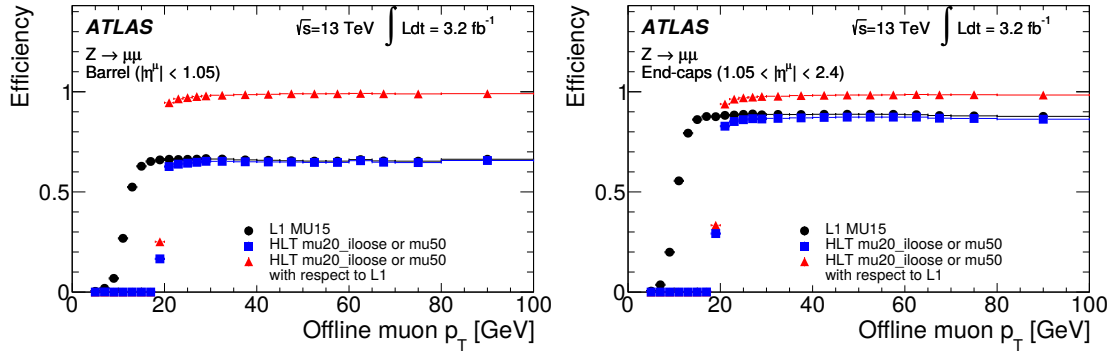 Efficiency
ATLAS
√s=13 TeV ∫ Ldt = 3.2 fb⁻¹
Z → μμ
Barrel (|η^μ| < 1.05)
1
0.5
0
L1 MU15
HLT mu20_iloose or mu50
HLT mu20_iloose or mu50
with respect to L1
0 20 40 60 80 100
Offline muon p_T [GeV]
Efficiency
ATLAS
√s=13 TeV ∫ Ldt = 3.2 fb⁻¹
Z → μμ
End-caps (1.05 < |η^μ| < 2.4)
1
0.5
0
L1 MU15
HLT mu20_iloose or mu50
HLT mu20_iloose or mu50
with respect to L1
0 20 40 60 80 100
Offline muon p_T [GeV]